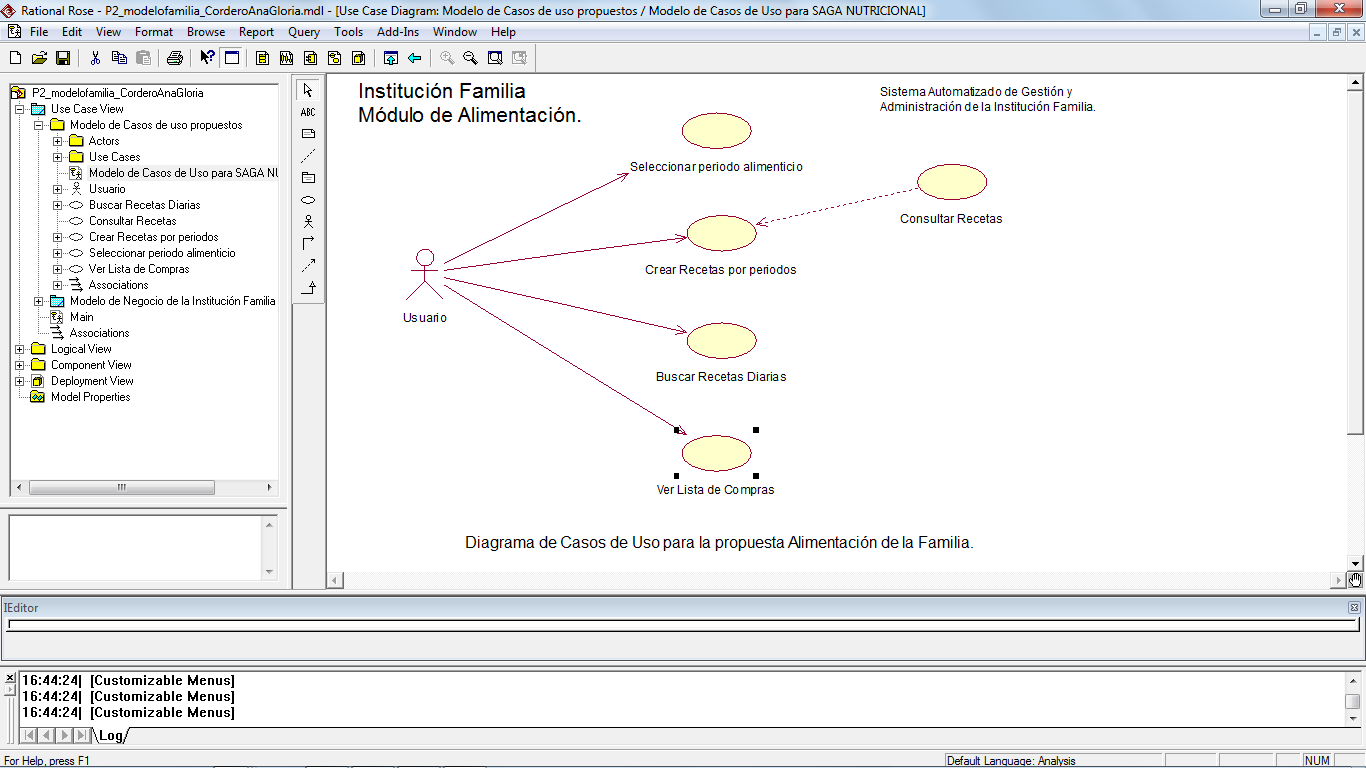 Rational Rose - P2_modelofamilia_CorderoAnaGloria.mdl - [Use Case Diagram: Modelo de Casos de uso propuestos / Modelo de Casos de Uso para SAGA NUTRICIONAL]
File Edit View Format Browse Report Query Tools Add-Ins Window Help
P2_modelofamilia_CorderoAnaGloria
Use Case View
Modelo de Casos de uso propuestos
Actors
Use Cases
Modelo de Casos de Uso para SAGA NU
Usuario
Buscar Recetas Diarias
Consultar Recetas
Crear Recetas por periodos
Seleccionar periodo alimenticio
Ver Lista de Compras
Associations
Modelo de Negocio de la Institución Familia
Main
Associations
Logical View
Component View
Deployment View
Model Properties
ABC
Institución Familia
Módulo de Alimentación.
Sistema Automatizado de Gestión y
Administración de la Institución Familia.
Seleccionar periodo alimenticio
Consultar Recetas
Crear Recetas por periodos
Usuario
Buscar Recetas Diarias
Ver Lista de Compras
Diagrama de Casos de Uso para la propuesta Alimentación de la Familia.
IEditor
16:44:24| [Customizable Menus]
16:44:24| [Customizable Menus]
16:44:24| [Customizable Menus]
Log
For Help, press F1
Default Language: Analysis
NUM